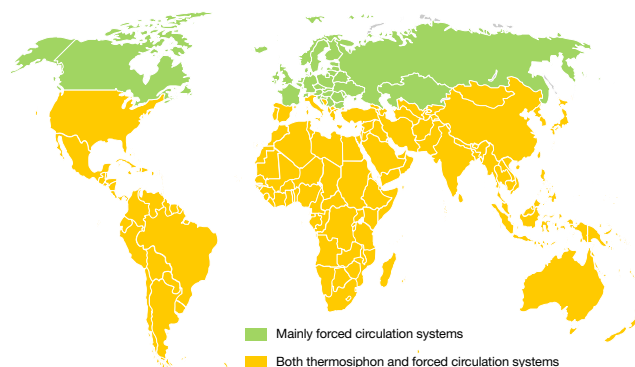 Mainly forced circulation systems
Both thermosiphon and forced circulation systems